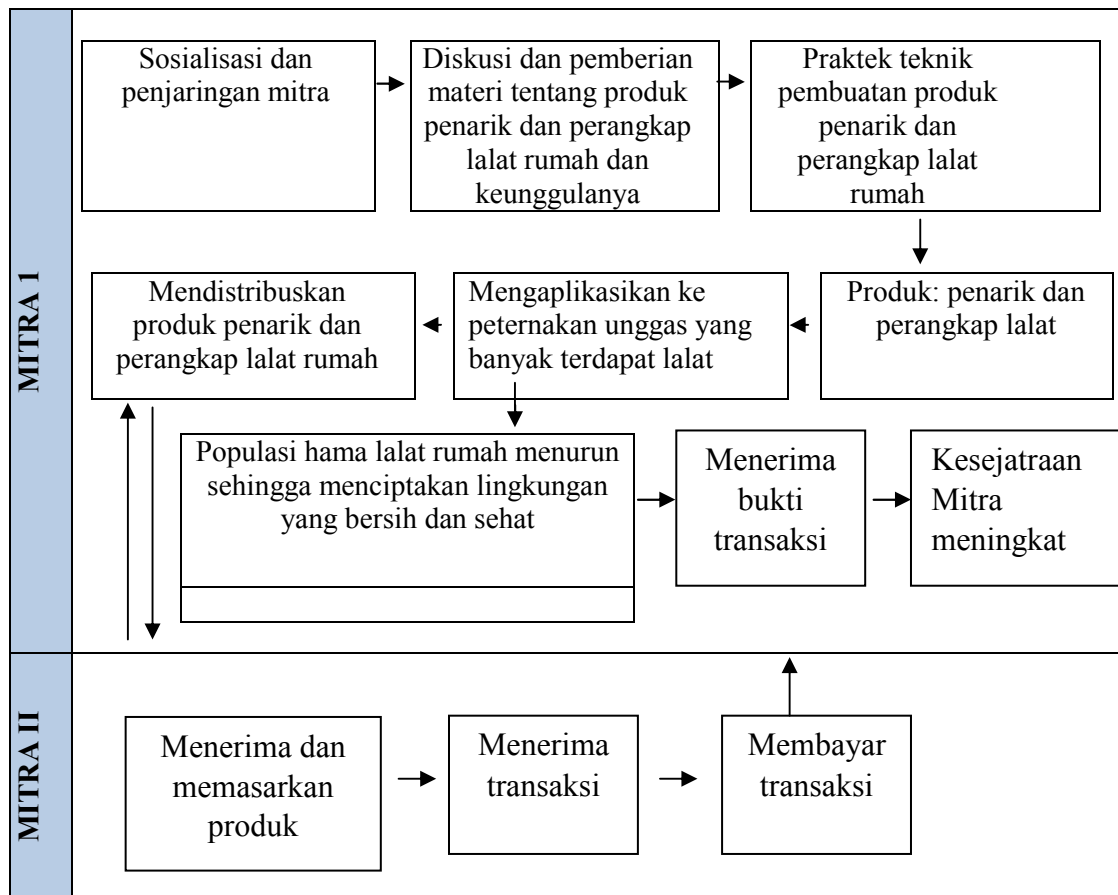 MITRA 1
Sosialisasi dan
penjaringan mitra
Diskusi dan pemberian
materi tentang produk
penarik dan perangkap
lalat rumah dan
keunggulanya
Praktek teknik
pembuatan produk
penarik dan
perangkap lalat
rumah
Mendistribuskan
produk penarik dan
perangkap lalat rumah
Mengaplikasikan ke
peternakan unggas yang
banyak terdapat lalat
Produk: penarik dan
perangkap lalat
Populasi hama lalat rumah menurun
sehingga menciptakan lingkungan
yang bersih dan sehat
Menerima
bukti
transaksi
Kesejatraan
Mitra
meningkat
MITRA II
Menerima dan
memasarkan
produk
Menerima
transaksi
Membayar
transaksi